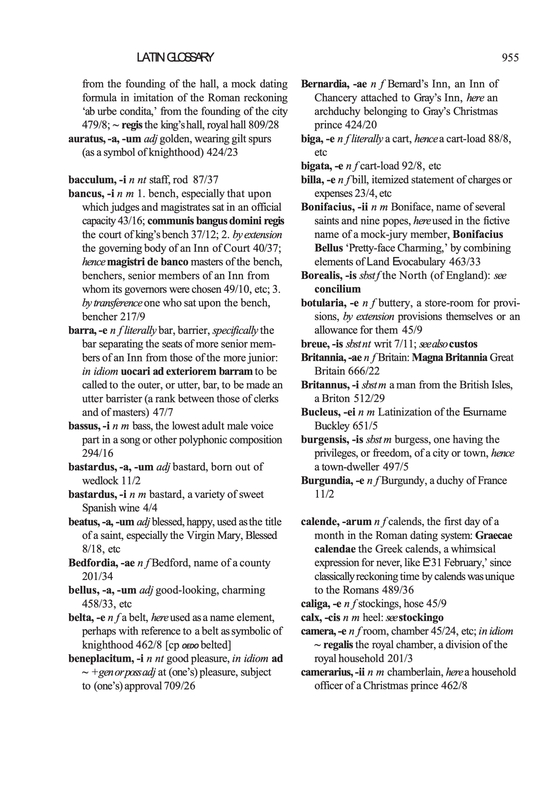 LATIN GLOSSARY 955
from the founding of the hall, a mock dating
formula in imitation of the Roman reckoning
‘ab urbe condita,’ from the founding of the city
479/8; ~ regis the king's hall, royal hall 809/28
auratus, -a, -um adj golden, wearing gilt spurs
(as a symbol of knighthood) 424/23
bacculum, -i n nt staff, rod 87/37
bancus, -i n m 1. bench, especially that upon
which judges and magistrates sat in an official
capacity 43/16; communis bangus domini regis
the court of king's bench 37/12; 2. by extension
the governing body of an Inn of Court 40/37;
hence magistri de banco masters of the bench,
benchers, senior members of an Inn from
whom its governors were chosen 49/10, etc; 3.
by transference one who sat upon the bench,
bencher 217/9
barra, -e n f literally bar, barrier, specifically the
bar separating the seats of more senior mem-
bers of an Inn from those of the more junior:
in idiom uocari ad exteriorem barram to be
called to the outer, or utter, bar, to be made an
utter barrister (a rank between those of clerks
and of masters) 47/7
bassus, -i n m bass, the lowest adult male voice
part in a song or other polyphonic composition
294/16
bastardus, -a, -um adj bastard, born out of
wedlock 11/2
bastardus, -i n m bastard, a variety of sweet
Spanish wine 4/4
beatus, -a, -um adj blessed, happy, used as the title
of a saint, especially the Virgin Mary, Blessed
8/18, etc
Bedfordia, -ae n f Bedford, name of a county
201/34
bellus, -a, -um adj good-looking, charming
458/33, etc
belta, -e n f a belt, here used as a name element,
perhaps with reference to a belt as symbolic of
knighthood 462/8 [cp belted]
beneplacitum, -i n nt good pleasure, in idiom ad
~ + gen or poss adj at (one's) pleasure, subject
to (one's) approval 709/26
Bernardia, -ae n f Bernard's Inn, an Inn of
Chancery attached to Gray's Inn, here an
archduchy belonging to Gray's Christmas
prince 424/20
biga, -e n f literally a cart, hence a cart-load 88/8,
etc
bigata, -e n f cart-load 92/8, etc
billa, -e n f bill, itemized statement of charges or
expenses 23/4, etc
Bonifacius, -ii n m Boniface, name of several
saints and nine popes, here used in the fictive
name of a mock-jury member, Bonifacius
Bellus ‘Pretty-face Charming,’ by combining
elements of Land Evocabulary 463/33
Borealis, -is sbst f the North (of England): see
concilium
botularia, -e n f buttery, a store-room for provi-
sions, by extension provisions themselves or an
allowance for them 45/9
breue, -is sbst nt writ 7/11; see also custos
Britannia, -ae n f Britain: Magna Britannia Great
Britain 666/22
Britannus, -i sbst m a man from the British Isles,
a Briton 512/29
Bucleus, -ei n m Latinization of the Esurname
Buckley 651/5
burgensis, -is sbst m burgess, one having the
privileges, or freedom, of a city or town, hence
a town-dweller 497/5
Burgundia, -e n f Burgundy, a duchy of France
11/2
calende, -arum n f calends, the first day of a
month in the Roman dating system: Graecae
calendae the Greek calends, a whimsical
expression for never, like E‘31 February,’ since
classically reckoning time by calends was unique
to the Romans 489/36
caliga, -e n f stockings, hose 45/9
calx, -cis n m heel: see stockingo
camera, -e n f room, chamber 45/24, etc; in idiom
~ regalis the royal chamber, a division of the
royal household 201/3
camerarius, -ii n m chamberlain, here a household
officer of a Christmas prince 462/8